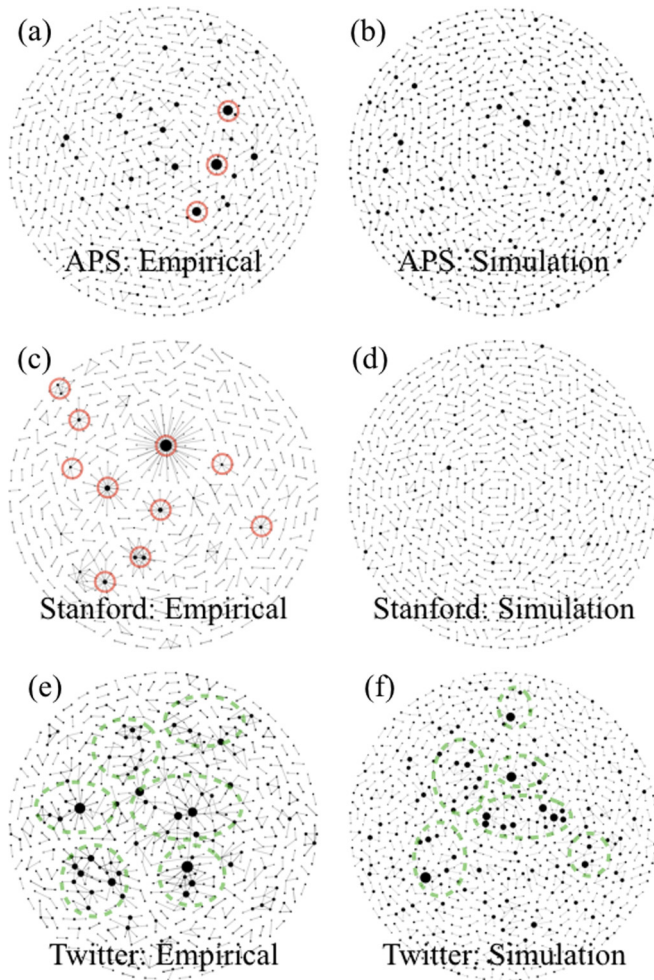 (a)
(b)
APS: Empirical
APS: Simulation
(c)
(d)
Stanford: Empirical
Stanford: Simulation
(e)
(f)
Twitter: Empirical
Twitter: Simulation